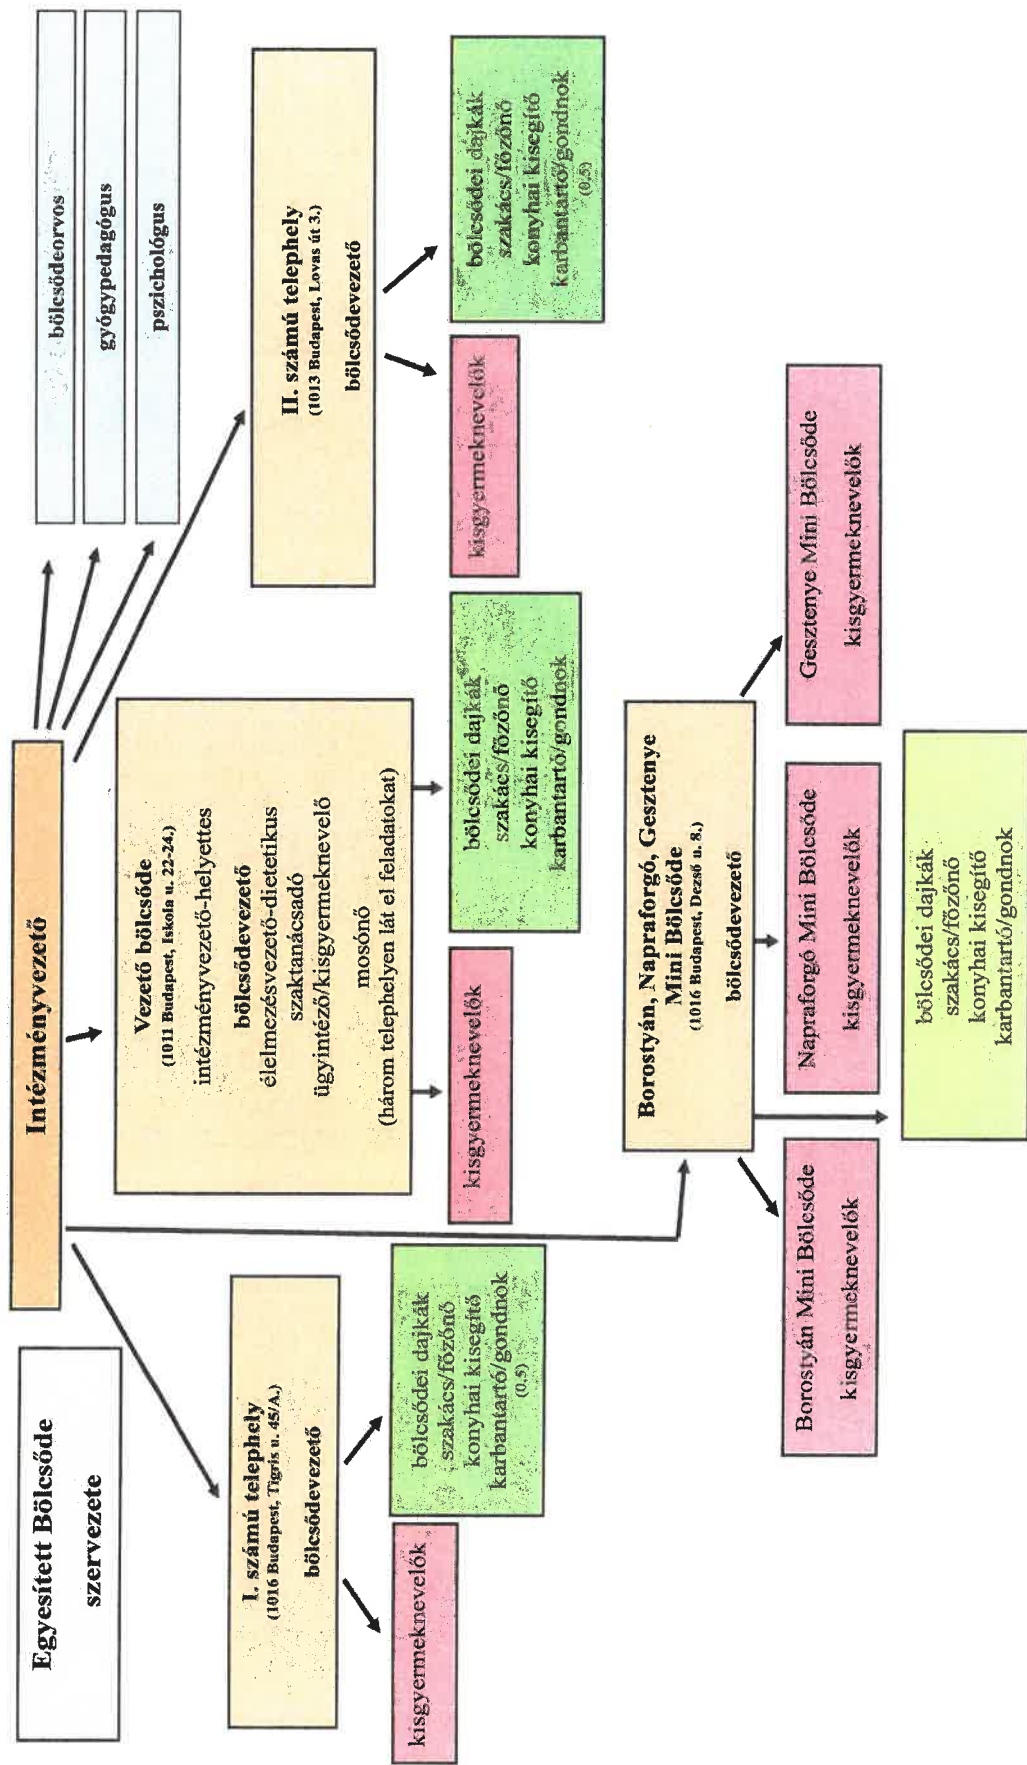 Egyesített Bölcsőde
szervezete
Intézményvezető
bölcsődeorvos
gyógypedagógus
pszichológus
I. számú telephely
(1016 Budapest, Tigris u. 45/A.)
bölcsődevezető
kisgyermeknevelők
bölcsődei dajkák
szakács/főzőnő
konyhai kisegítő
karbantartó/gondnok
(0,5)
Vezető bölcsőde
(1011 Budapest, Iskola u. 22-24.)
intézményvezető-helyettes
bölcsődevezető
élelmezésvezető-dietetikus
szaktanácsadó
ügyintéző/kisgyermeknevelő
mosónő
(három telephelyen lát el feladatokat)
kisgyermeknevelők
bölcsődei dajkák
szakács/főzőnő
konyhai kisegítő
karbantartó/gondnok
II. számú telephely
(1013 Budapest, Lovas út 3.)
bölcsődevezető
kisgyermeknevelők
bölcsődei dajkák
szakács/főzőnő
konyhai kisegítő
karbantartó/gondnok
(0,5)
Borostyán, Napraforgó, Gesztenye
Mini Bölcsőde
(1016 Budapest, Dezső u. 8.)
bölcsődevezető
Borostyán Mini Bölcsőde
kisgyermeknevelők
Napraforgó Mini Bölcsőde
kisgyermeknevelők
Gesztenye Mini Bölcsőde
kisgyermeknevelők
bölcsődei dajkák
szakács/főzőnő
konyhai kisegítő
karbantartó/gondnok